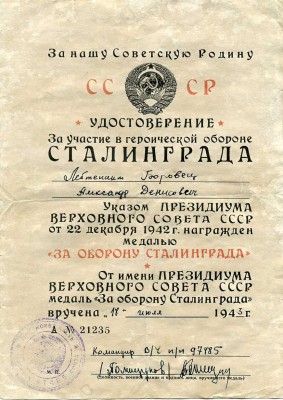 За нашу Советскую Родину
СС СР
УДОСТОВЕРЕНИЕ
За участие в героической обороне
СТАЛИНГРАДА
Лейтенант Боровец
Александр Денисович
Указом ПРЕЗИДИУМА
ВЕРХОВНОГО СОВЕТА СССР
от 22 декабря 1942 г. награжден
медалью
«ЗА ОБОРОНУ СТАЛИНГРАДА»
От имени ПРЕЗИДИУМА
ВЕРХОВНОГО СОВЕТА СССР
медаль «За оборону Сталинграда»
вручена „18“ июля 1943 г.
А № 21235
Командир В/Ч п/п 97485
М. П.